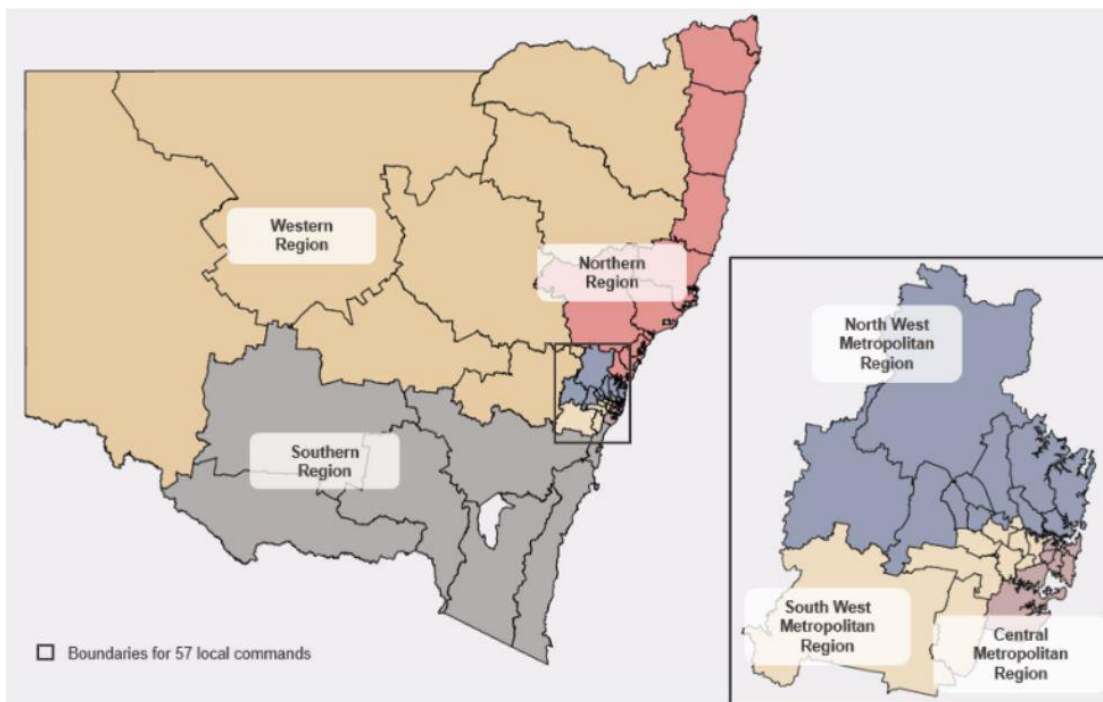 Western
Region
Northern
Region
Southern
Region
North West
Metropolitan
Region
South West
Metropolitan
Region
Central
Metropolitan
Region
Boundaries for 57 local commands